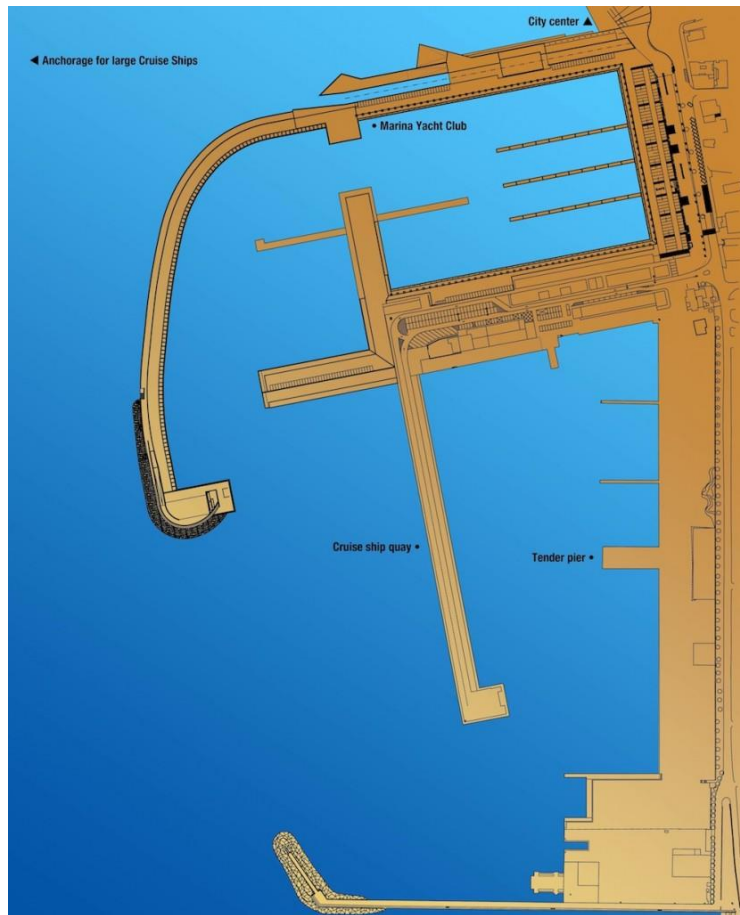 City center ▲
◀ Anchorage for large Cruise Ships
• Marina Yacht Club
Cruise ship quay •
Tender pier •